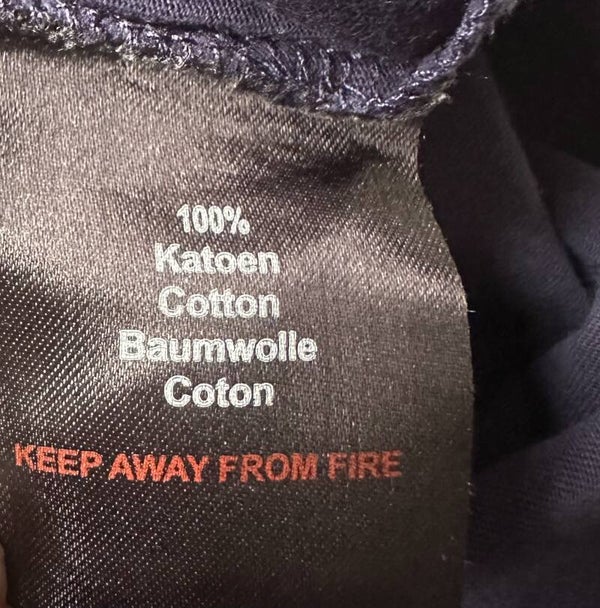 100%
Katoen
Cotton
Baumwolle
Coton
KEEP AWAY FROM FIRE